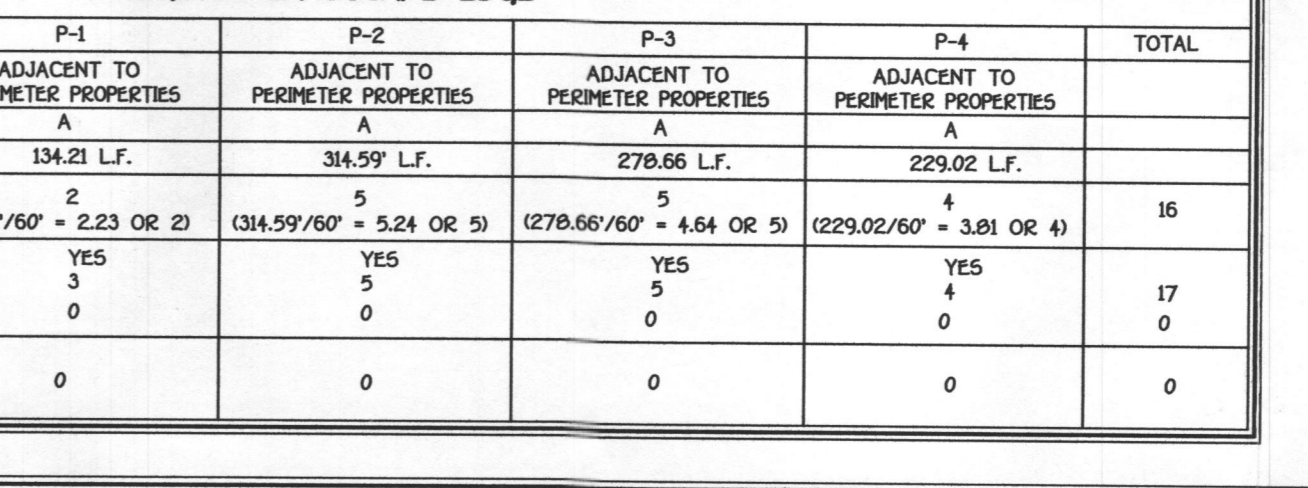 P-1 P-2 P-3 P-4 TOTAL
ADJACENT TO ADJACENT TO ADJACENT TO ADJACENT TO
METER PROPERTIES PERIMETER PROPERTIES PERIMETER PROPERTIES PERIMETER PROPERTIES
A A A A
134.21 L.F. 314.59' L.F. 278.66 L.F. 229.02 L.F.
2 5 5 4 16
'/60' = 2.23 OR 2) (314.59'/60' = 5.24 OR 5) (278.66'/60' = 4.64 OR 5) (229.02/60' = 3.81 OR 4)
YES YES YES YES
3 5 5 4 17
0 0 0 0 0
0 0 0 0 0